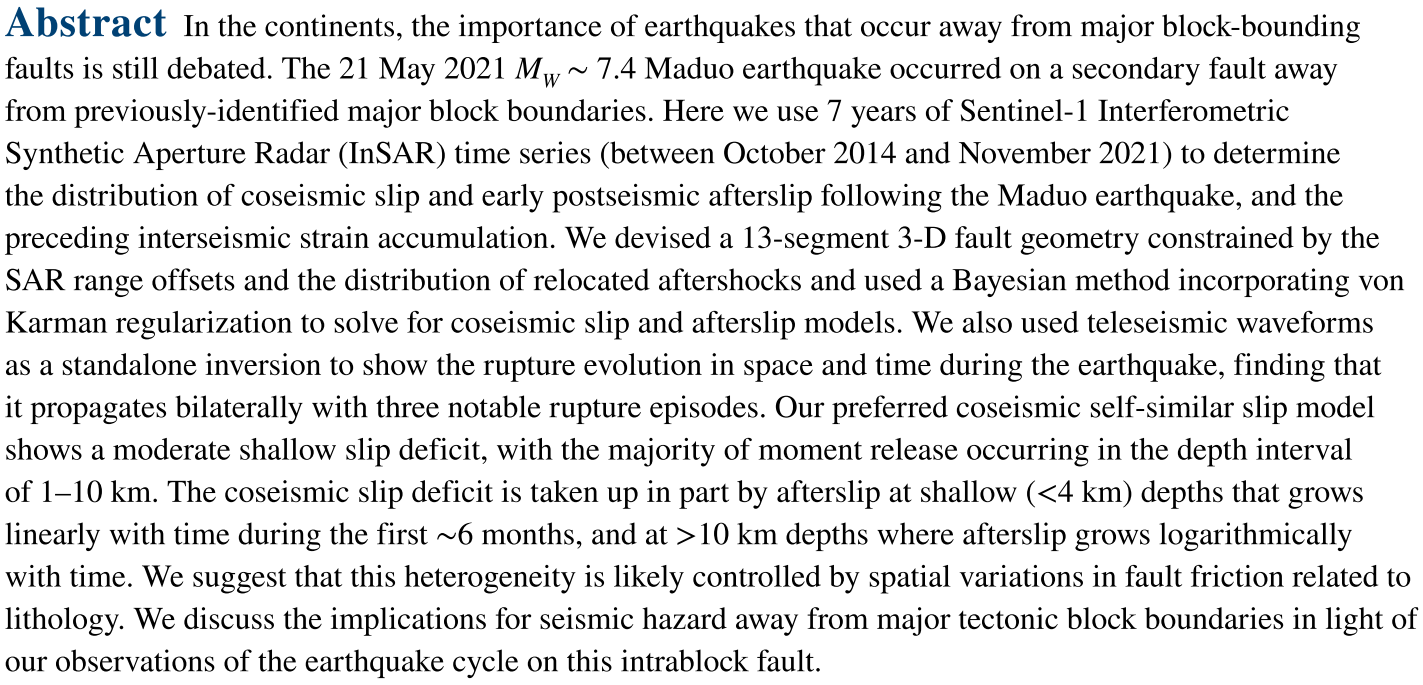 Abstract In the continents, the importance of earthquakes that occur away from major block-bounding
faults is still debated. The 21 May 2021 M_W ∼ 7.4 Maduo earthquake occurred on a secondary fault away
from previously-identified major block boundaries. Here we use 7 years of Sentinel-1 Interferometric
Synthetic Aperture Radar (InSAR) time series (between October 2014 and November 2021) to determine
the distribution of coseismic slip and early postseismic afterslip following the Maduo earthquake, and the
preceding interseismic strain accumulation. We devised a 13-segment 3-D fault geometry constrained by the
SAR range offsets and the distribution of relocated aftershocks and used a Bayesian method incorporating von
Karman regularization to solve for coseismic slip and afterslip models. We also used teleseismic waveforms
as a standalone inversion to show the rupture evolution in space and time during the earthquake, finding that
it propagates bilaterally with three notable rupture episodes. Our preferred coseismic self-similar slip model
shows a moderate shallow slip deficit, with the majority of moment release occurring in the depth interval
of 1–10 km. The coseismic slip deficit is taken up in part by afterslip at shallow (<4 km) depths that grows
linearly with time during the first ∼6 months, and at >10 km depths where afterslip grows logarithmically
with time. We suggest that this heterogeneity is likely controlled by spatial variations in fault friction related to
lithology. We discuss the implications for seismic hazard away from major tectonic block boundaries in light of
our observations of the earthquake cycle on this intrablock fault.